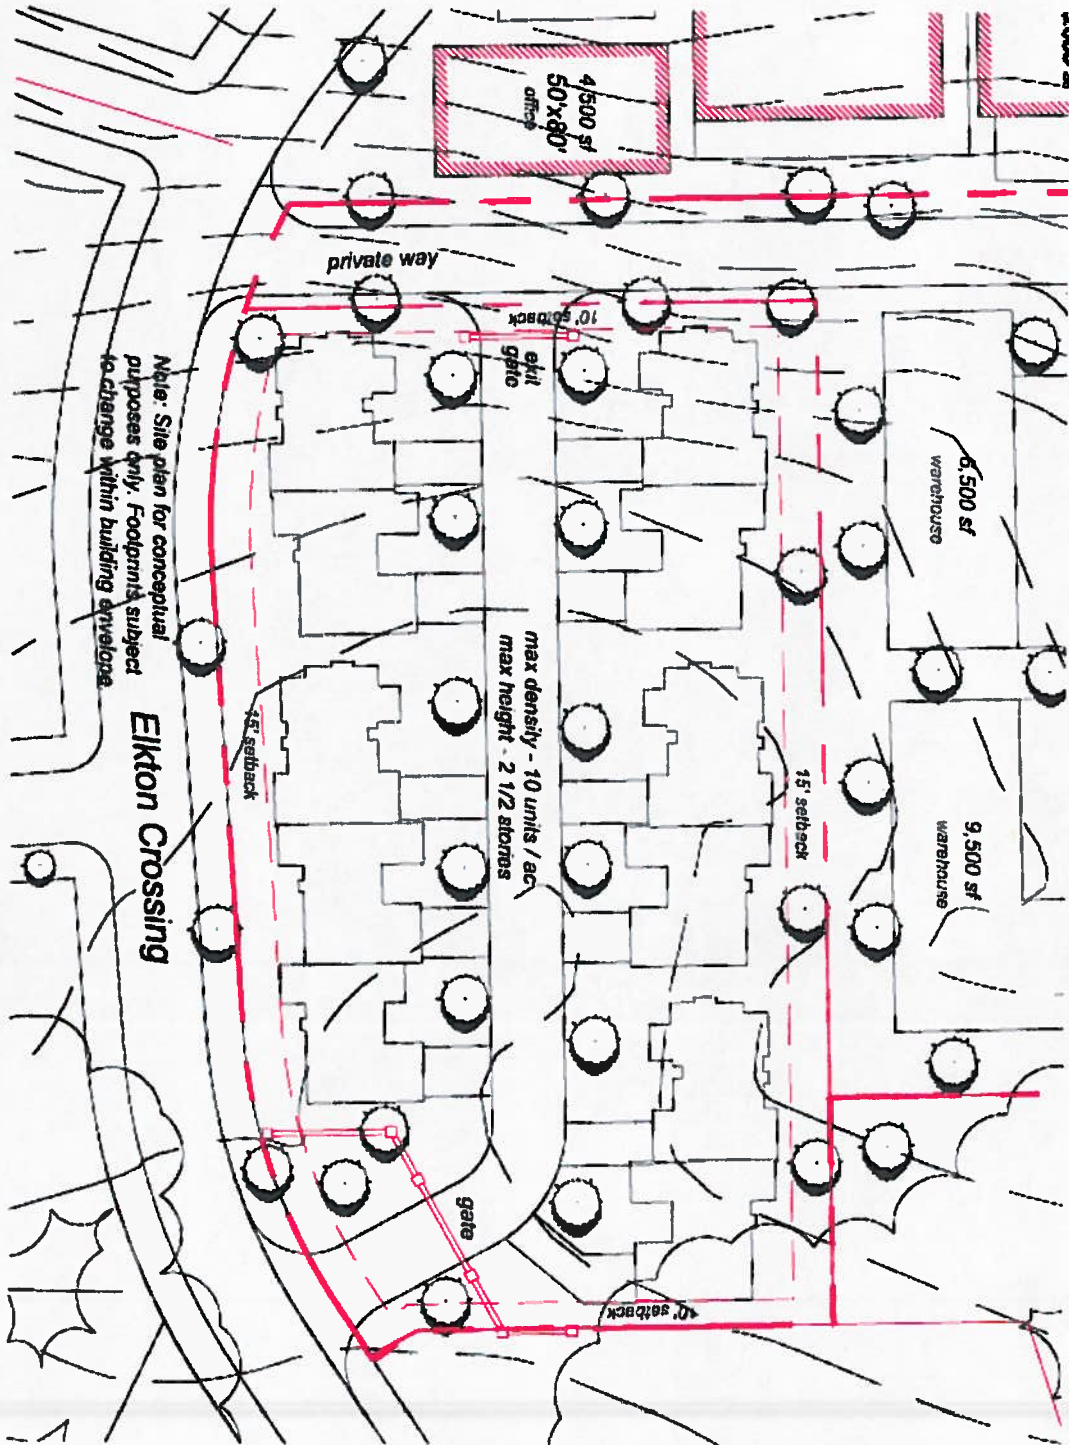 4,500 sf
50'x80'
office
private way
10' setback
exit
gate
6,500 sf
warehouse
Note: Site plan for conceptual
purposes only. Footprints subject
to change within building envelope.
Elkton Crossing
15' setback
max density - 10 units / ac
max height - 2 1/2 stories
15' setback
9,500 sf
warehouse
gate
10' setback